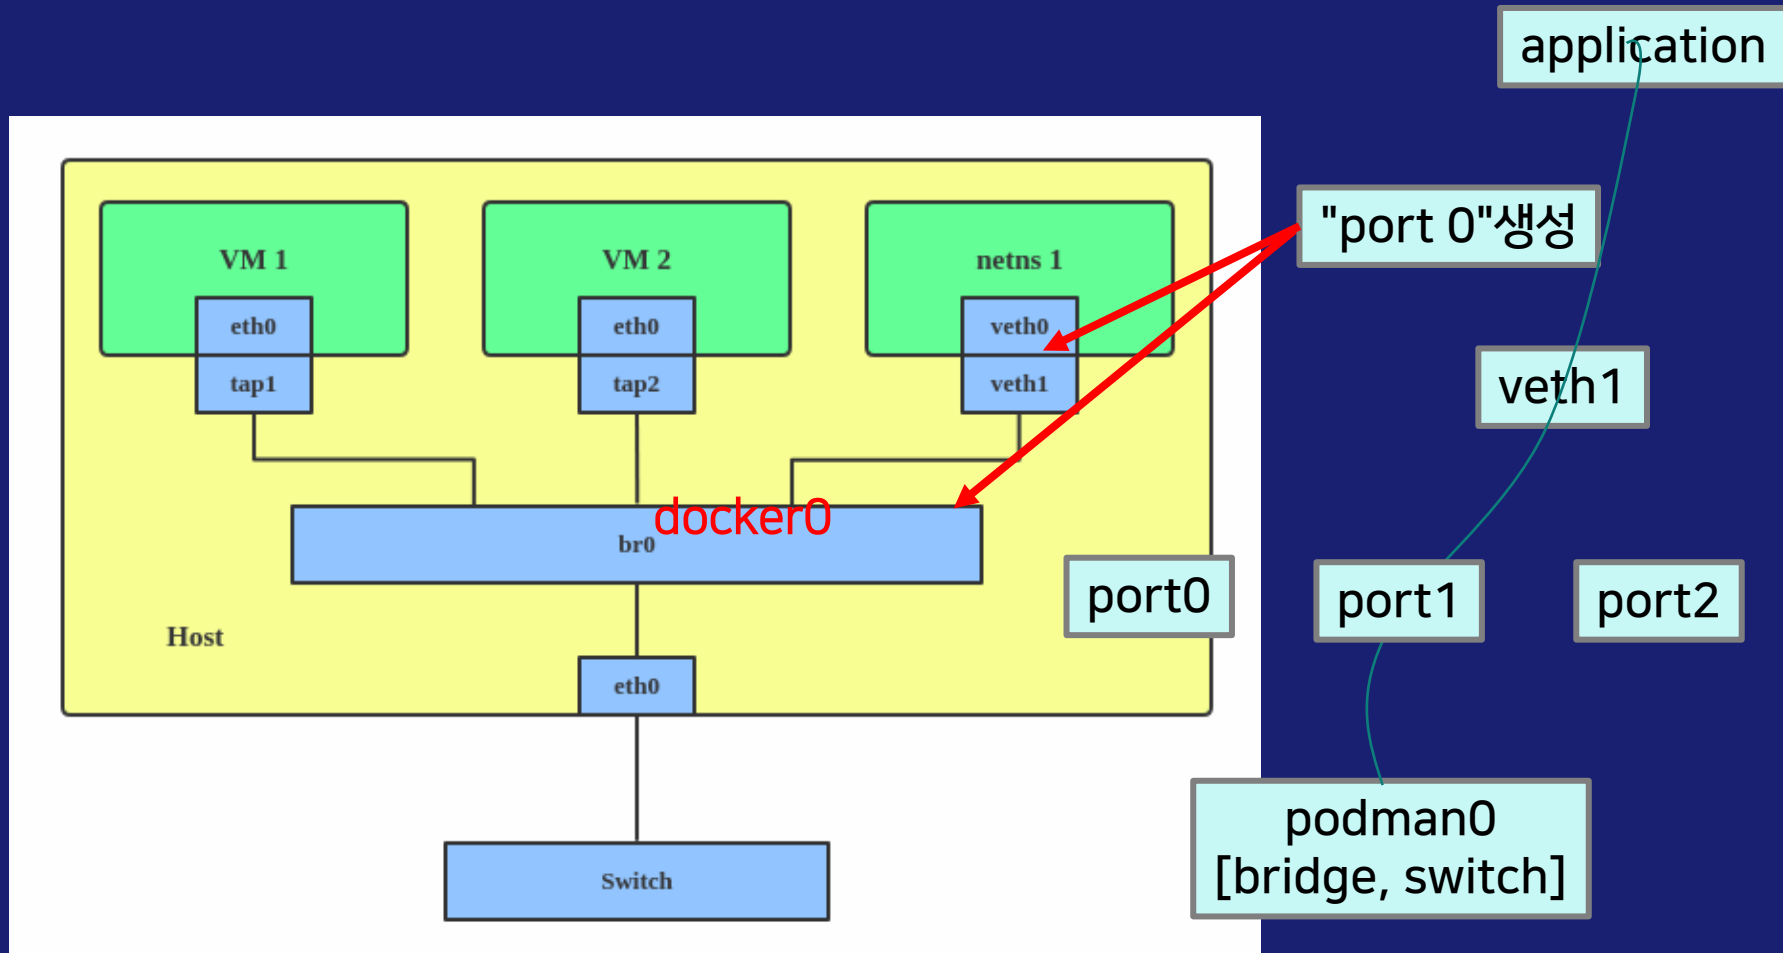 application
"port 0"생성
VM 1
VM 2
netns 1
eth0
eth0
veth0
tap1
tap2
veth1
veth1
docker0
br0
port0
port1
port2
Host
eth0
podman0
[bridge, switch]
Switch